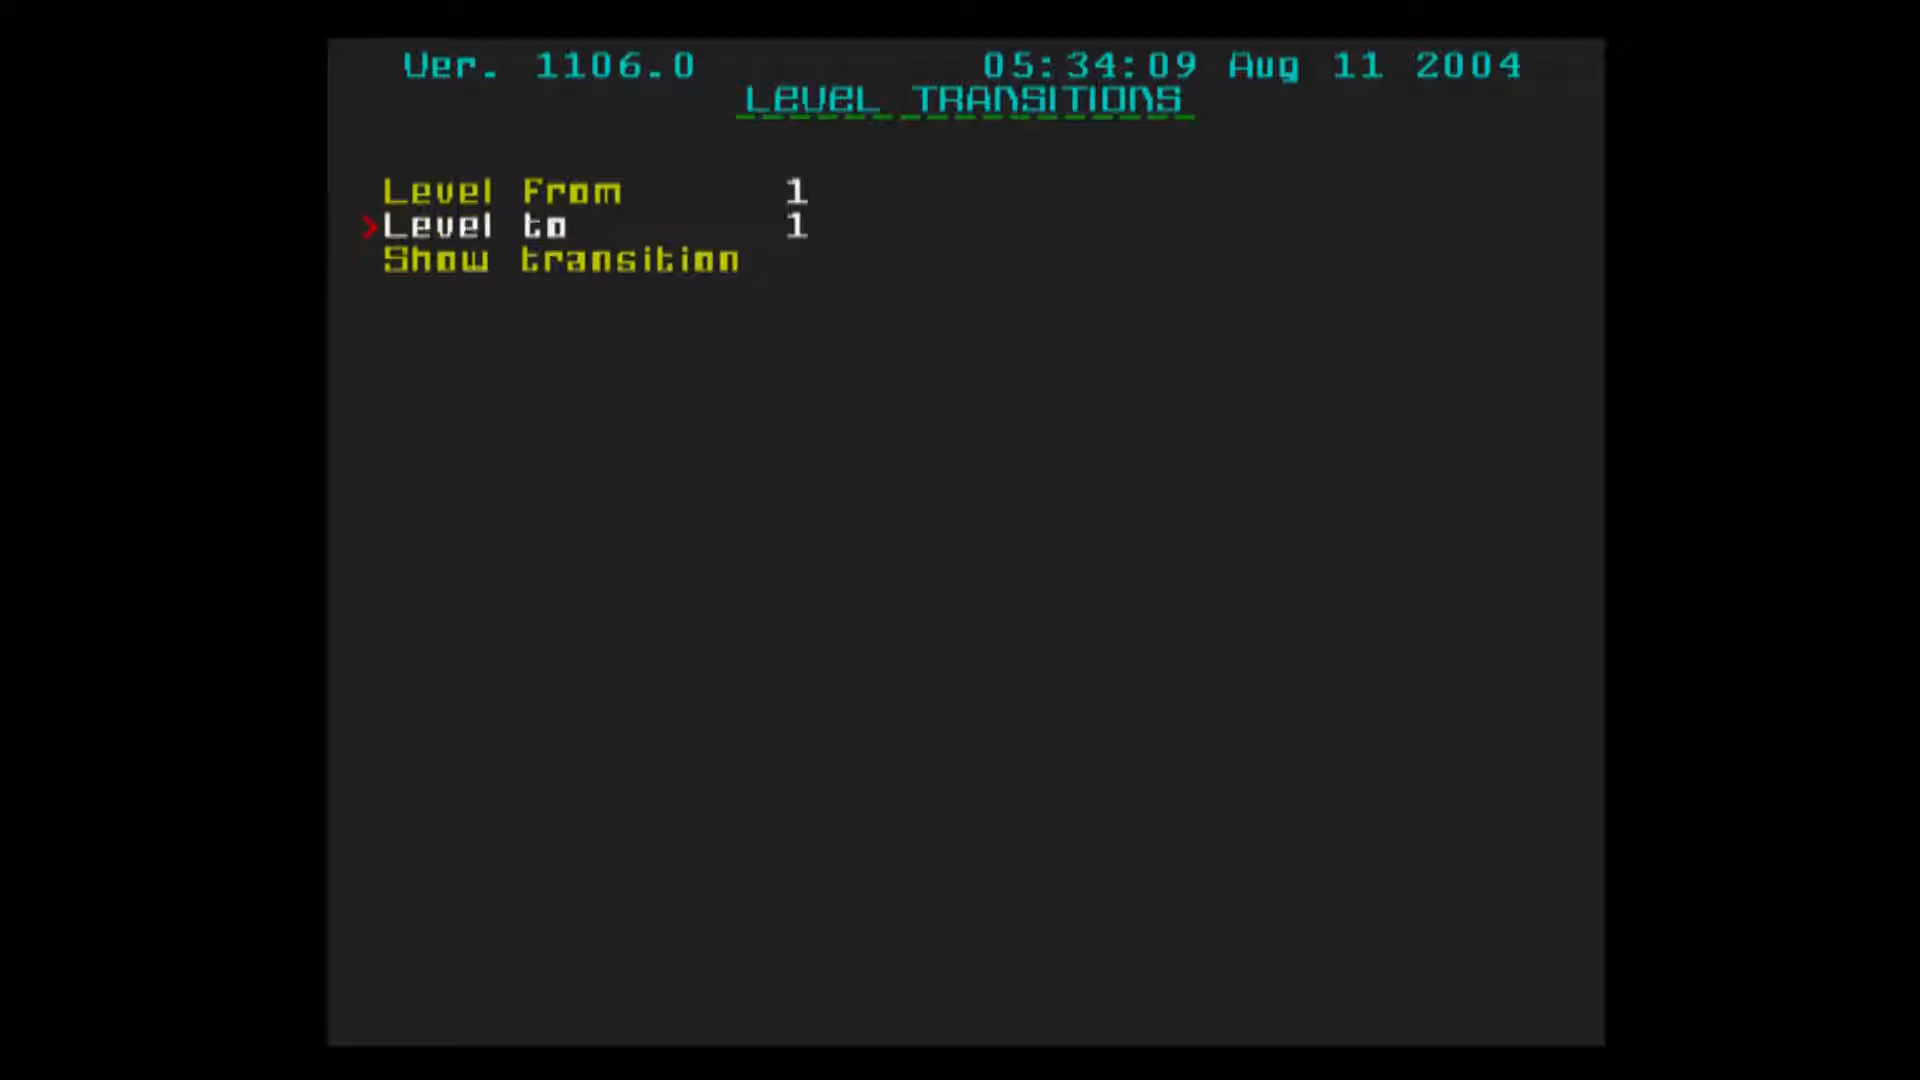 Ver. 1106.0 05:34:09 Aug 11 2004
LEVEL TRANSITIONS
Level From 1
>Level to 1
Show transition